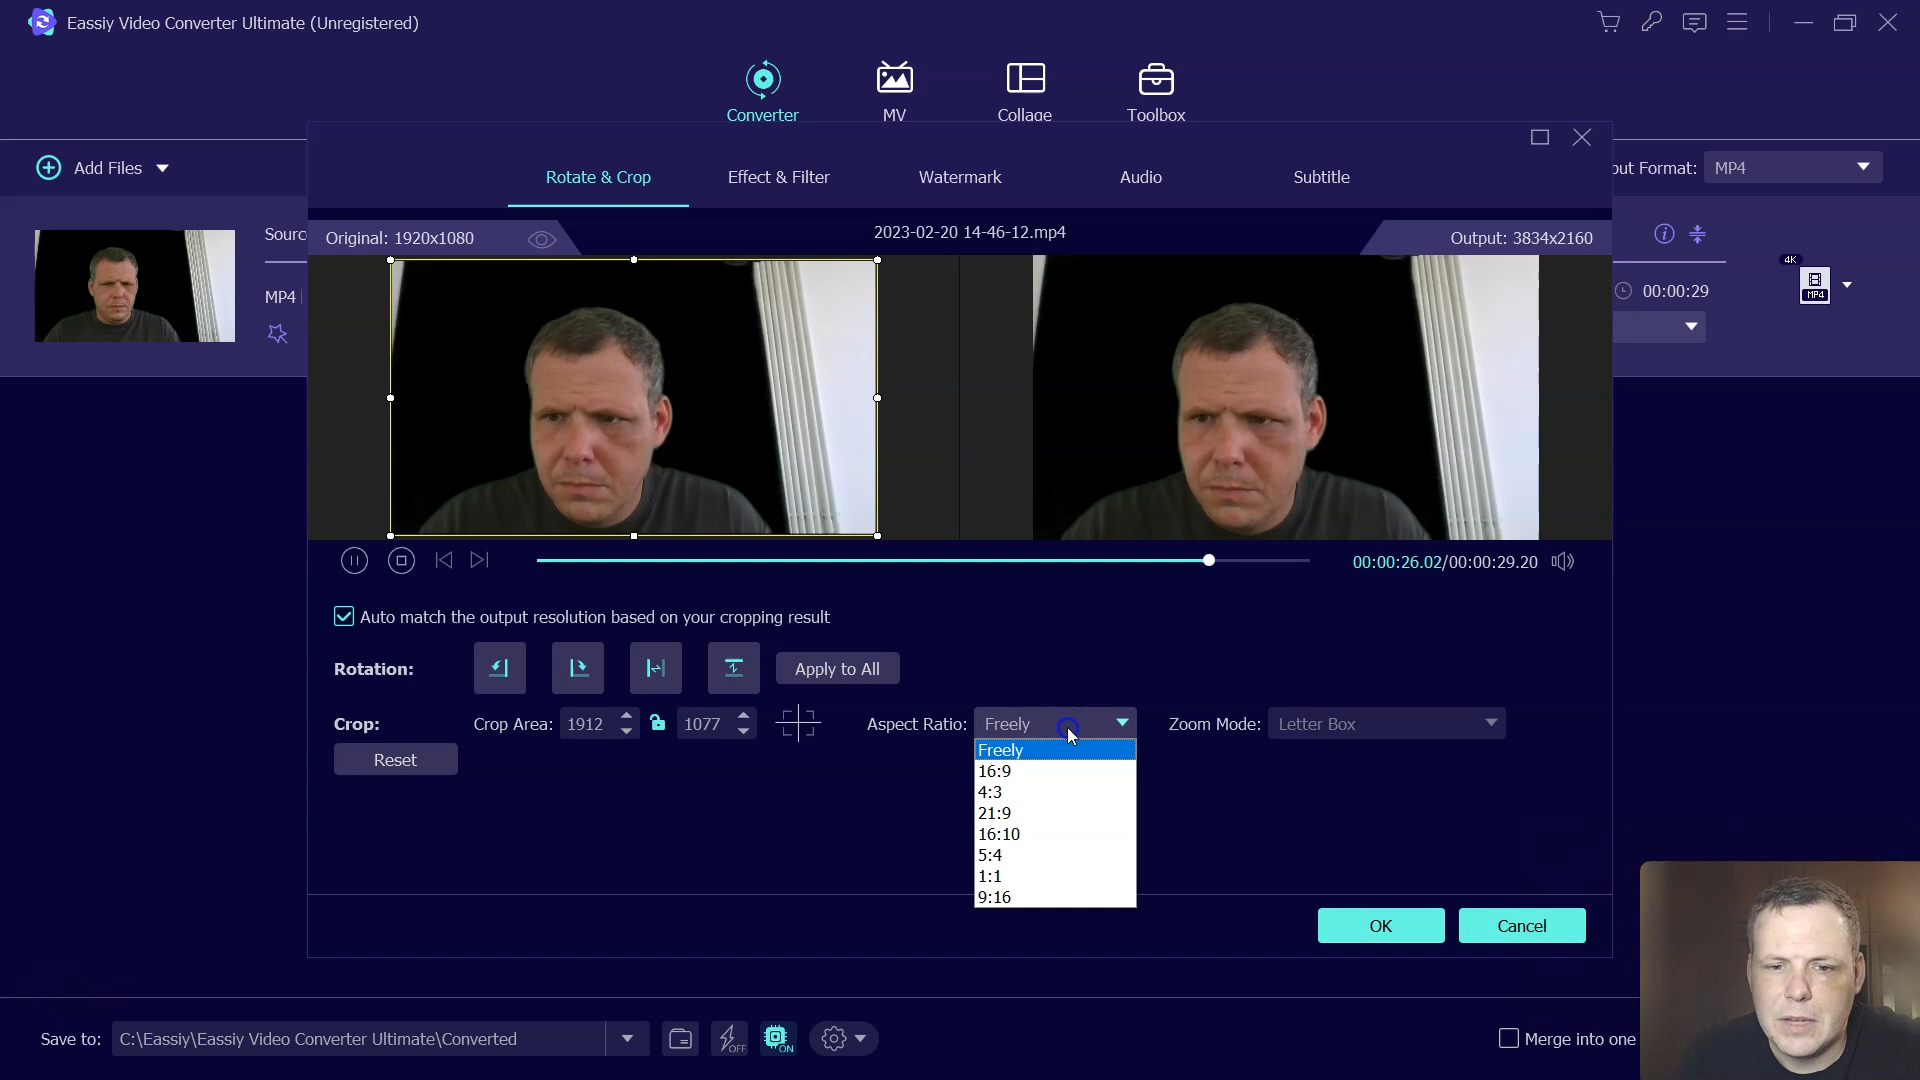 Eassiy Video Converter Ultimate (Unregistered)
Converter
MV
Collage
Toolbox
Add Files
Rotate & Crop
Effect & Filter
Watermark
Audio
Subtitle
put Format:
MP4
Sourc
Original: 1920x1080
2023-02-20 14-46-12.mp4
Output: 3834x2160
MP4
00:00:29
4K
MP4
00:00:26.02/00:00:29.20
Auto match the output resolution based on your cropping result
Rotation:
Apply to All
Crop:
Crop Area:
1912
1077
Aspect Ratio:
Freely
Zoom Mode:
Letter Box
Reset
Freely
16:9
4:3
21:9
16:10
5:4
1:1
9:16
OK
Cancel
Save to:
C:\Eassiy\Eassiy Video Converter Ultimate\Converted
OFF
ON
Merge into one